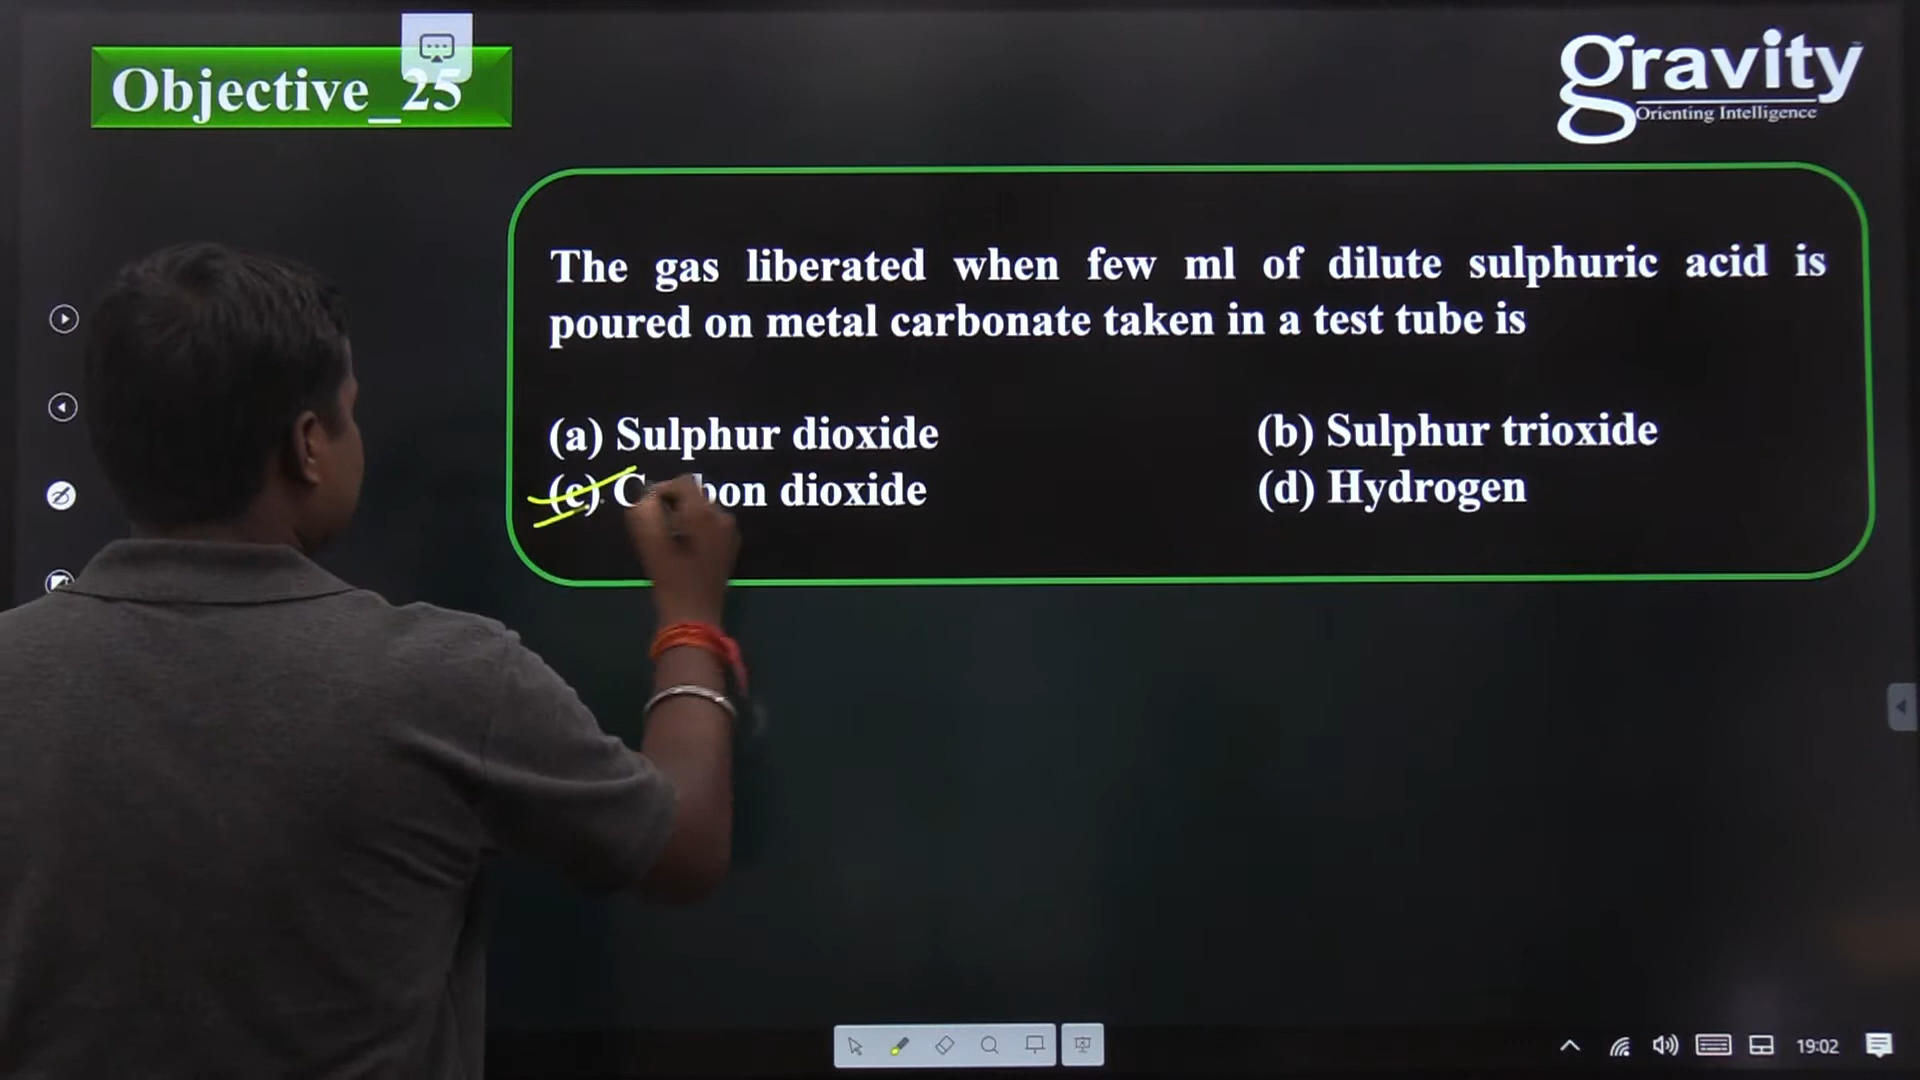 Objective_25
gravity
Orienting Intelligence
The gas liberated when few ml of dilute sulphuric acid is
poured on metal carbonate taken in a test tube is
(a) Sulphur dioxide
(b) Sulphur trioxide
(c) Carbon dioxide
(d) Hydrogen
19:02